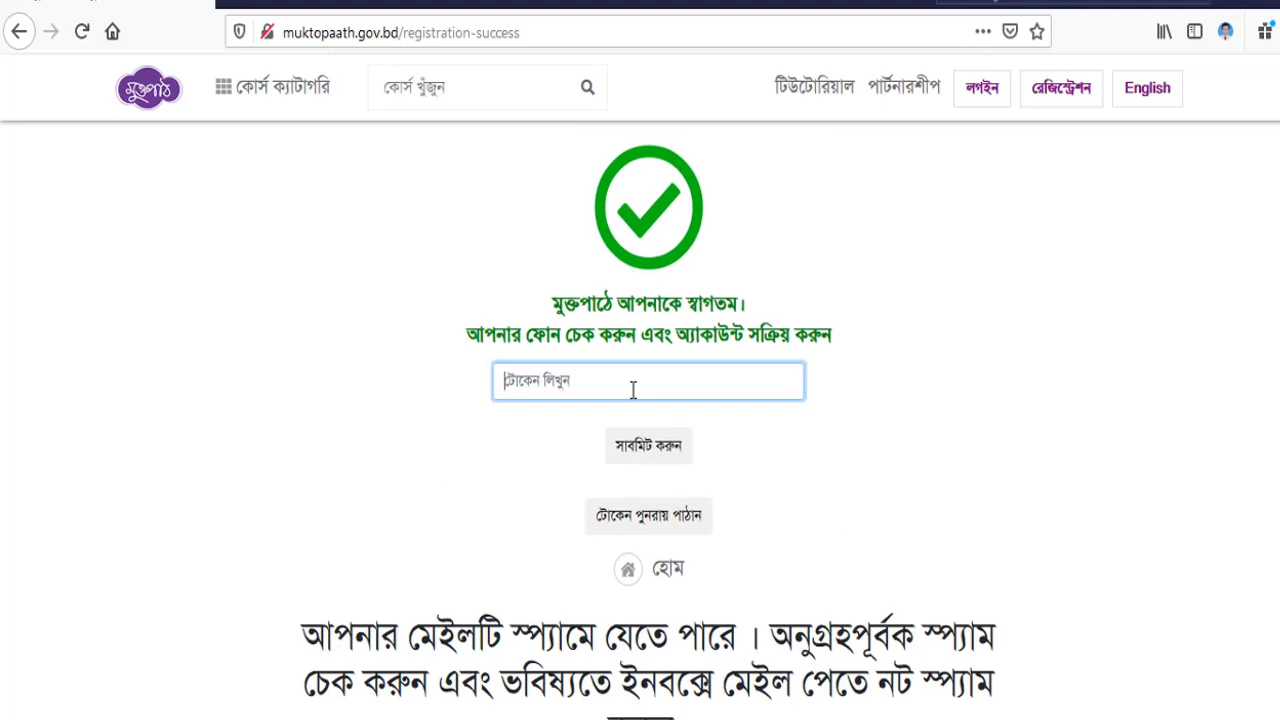 muktopaath.gov.bd/registration-success
মুক্তপাঠ
কোর্স ক্যাটাগরি
কোর্স খুঁজুন
টিউটোরিয়াল
পার্টনারশীপ
লগইন
রেজিস্ট্রেশন
English
মুক্তপাঠে আপনাকে স্বাগতম।
আপনার ফোন চেক করুন এবং অ্যাকাউন্ট সক্রিয় করুন
টোকেন লিখুন
সাবমিট করুন
টোকেন পুনরায় পাঠান
হোম
আপনার মেইলটি স্প্যামে যেতে পারে । অনুগ্রহপূর্বক স্প্যাম
চেক করুন এবং ভবিষ্যতে ইনবক্সে মেইল পেতে নট স্প্যাম